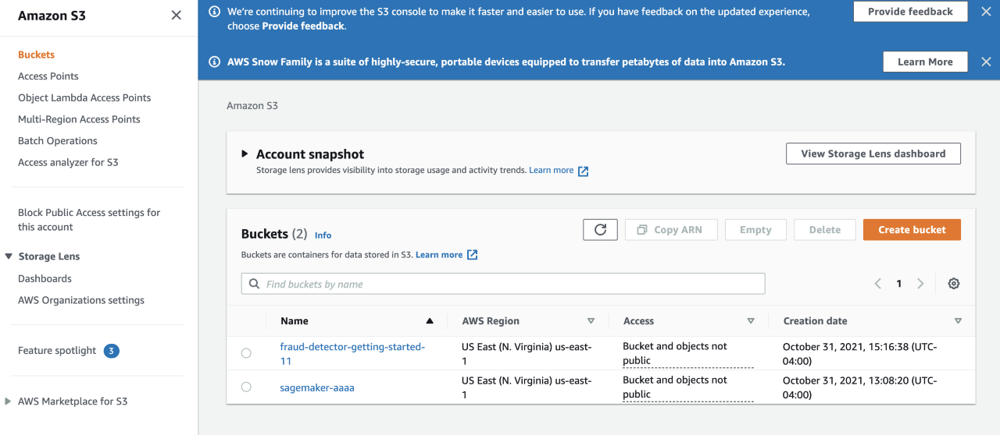 Amazon S3
Buckets
Access Points
Object Lambda Access Points
Multi-Region Access Points
Batch Operations
Access analyzer for S3
Block Public Access settings for
this account
Storage Lens
Dashboards
AWS Organizations settings
Feature spotlight 3
AWS Marketplace for S3
We're continuing to improve the S3 console to make it faster and easier to use. If you have feedback on the updated experience,
choose Provide feedback.
Provide feedback
AWS Snow Family is a suite of highly-secure, portable devices equipped to transfer petabytes of data into Amazon S3.
Learn More
Amazon S3
Account snapshot
Storage lens provides visibility into storage usage and activity trends. Learn more
View Storage Lens dashboard
Buckets (2) Info
Buckets are containers for data stored in S3. Learn more
Copy ARN
Empty
Delete
Create bucket
Find buckets by name
1
Name AWS Region Access Creation date
fraud-detector-getting-started- US East (N. Virginia) us-east- Bucket and objects not October 31, 2021, 15:16:38 (UTC-
11 1 public 04:00)
sagemaker-aaaa US East (N. Virginia) us-east- Bucket and objects not October 31, 2021, 13:08:20 (UTC-
1 public 04:00)